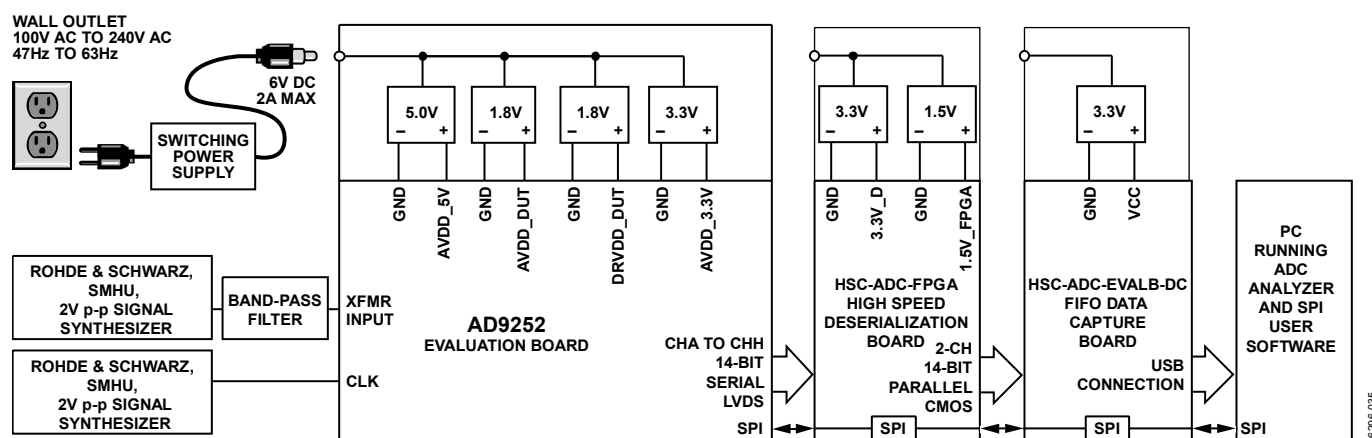 WALL OUTLET
100V AC TO 240V AC
47Hz TO 63Hz
6V DC
2A MAX
SWITCHING
POWER
SUPPLY
5.0V
– +
1.8V
– +
1.8V
– +
3.3V
– +
3.3V
– +
1.5V
– +
3.3V
– +
GND
AVDD_5V
GND
AVDD_DUT
GND
DRVDD_DUT
GND
AVDD_3.3V
GND
3.3V_D
GND
1.5V_FPGA
GND
VCC
ROHDE & SCHWARZ,
SMHU,
2V p-p SIGNAL
SYNTHESIZER
BAND-PASS
FILTER
XFMR
INPUT
ROHDE & SCHWARZ,
SMHU,
2V p-p SIGNAL
SYNTHESIZER
CLK
AD9252
EVALUATION BOARD
CHA TO CHH
14-BIT
SERIAL
LVDS
SPI
HSC-ADC-FPGA
HIGH SPEED
DESERIALIZATION
BOARD
2-CH
14-BIT
PARALLEL
CMOS
SPI
HSC-ADC-EVALB-DC
FIFO DATA
CAPTURE
BOARD
USB
CONNECTION
SPI
PC
RUNNING
ADC
ANALYZER
AND SPI
USER
SOFTWARE
SPI